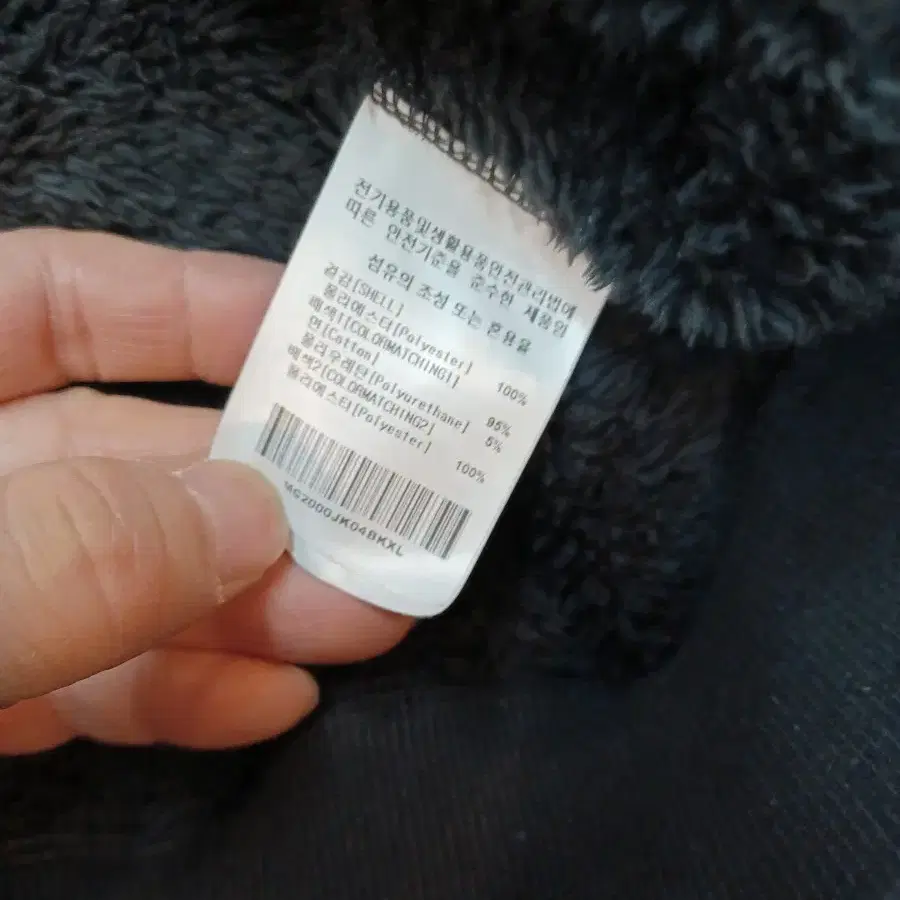 전기용품및생활용품안전관리법에
따른 안전기준을 준수한 제품임
섬유의 조성 또는 혼용율
겉감[SHELL]
폴리에스터[Polyester] 100%
배색1[COLORMATCHING1]
면[Cotton] 95%
폴리우레탄[Polyurethane] 5%
배색2[COLORMATCHING2]
폴리에스터[Polyester] 100%
MG2000JK04BKXXL